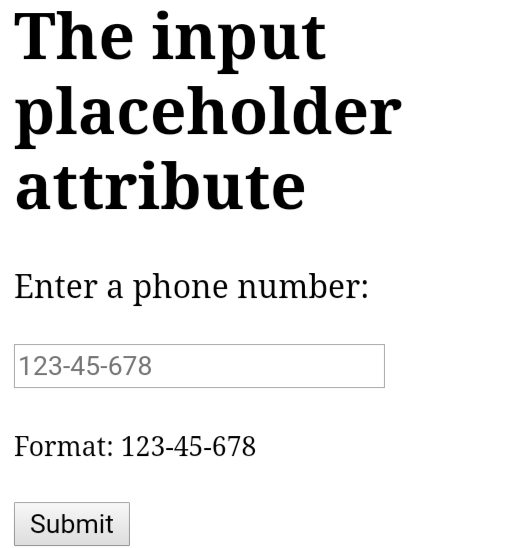 The input
placeholder
attribute
Enter a phone number:
123-45-678
Format: 123-45-678
Submit